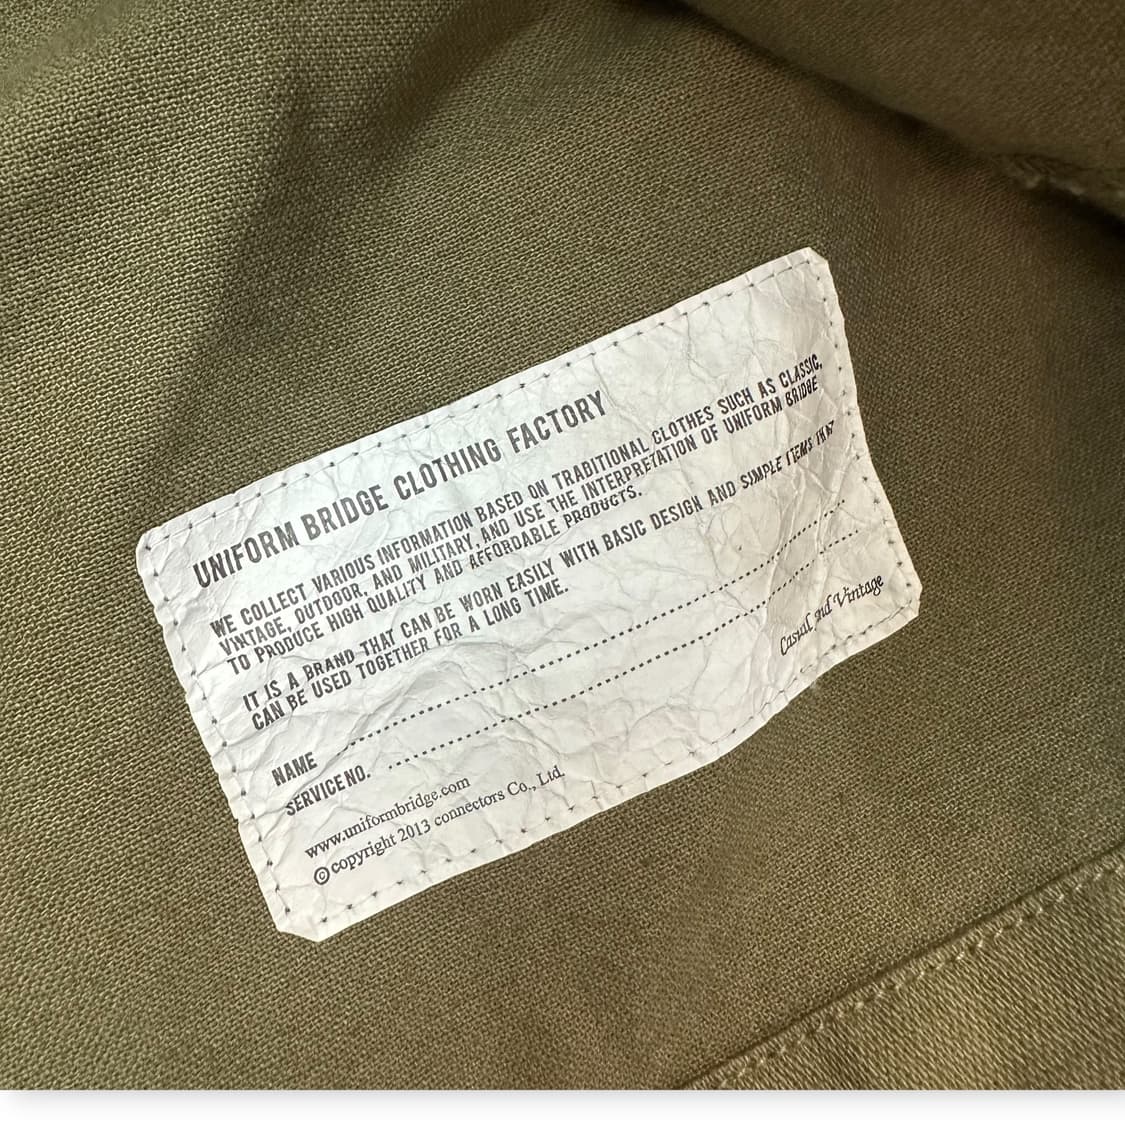 UNIFORM BRIDGE CLOTHING FACTORY
WE COLLECT VARIOUS INFORMATION BASED ON TRADITIONAL CLOTHES SUCH AS CLASSIC,
VINTAGE, OUTDOOR, AND MILITARY, AND USE THE INTERPRETATION OF UNIFORM BRIDGE
TO PRODUCE HIGH QUALITY AND AFFORDABLE PRODUCTS.
IT IS A BRAND THAT CAN BE WORN EASILY WITH BASIC DESIGN AND SIMPLE ITEMS THAT
CAN BE USED TOGETHER FOR A LONG TIME.
NAME
SERVICE NO.
Casual and Vintage
www.uniformbridge.com
©copyright 2013 connectors Co., Ltd.